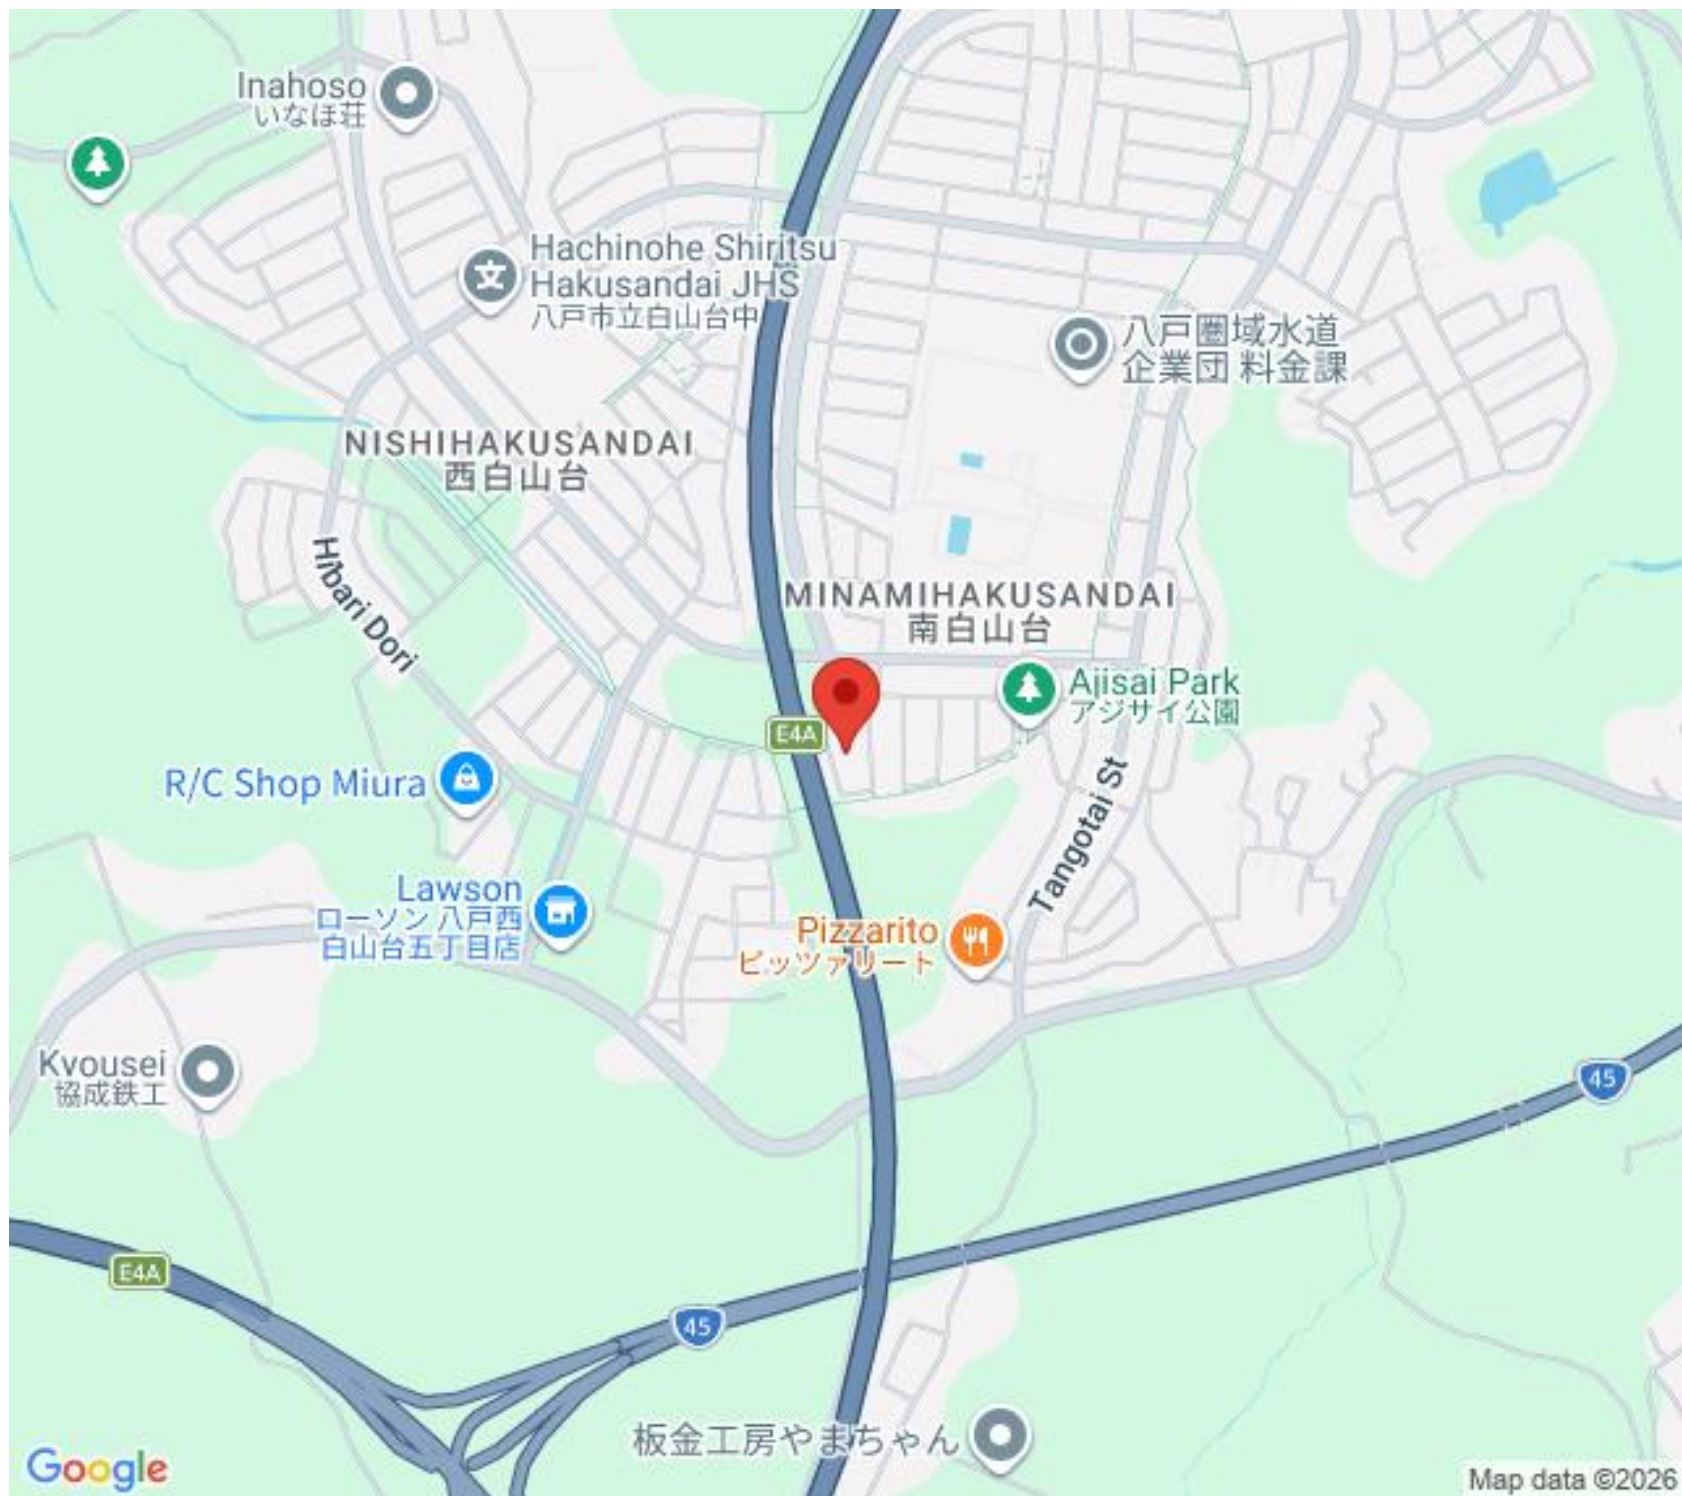 Inahoso
いなほ荘
Hachinohe Shiritsu
Hakusandai JHS
八戸市立白山台中
八戸圏域水道
企業団 料金課
NISHIHAKUSANDAI
西白山台
Hibari Dori
MINAMIHAKUSANDAI
南白山台
Ajisai Park
アジサイ公園
E4A
R/C Shop Miura
Tangotai St
Lawson
ローソン 八戸西
白山台五丁目店
Pizzarito
ピッツァリート
Kyousei
協成鉄工
45
E4A
45
板金工房やまちゃん
Google
Map data ©2026